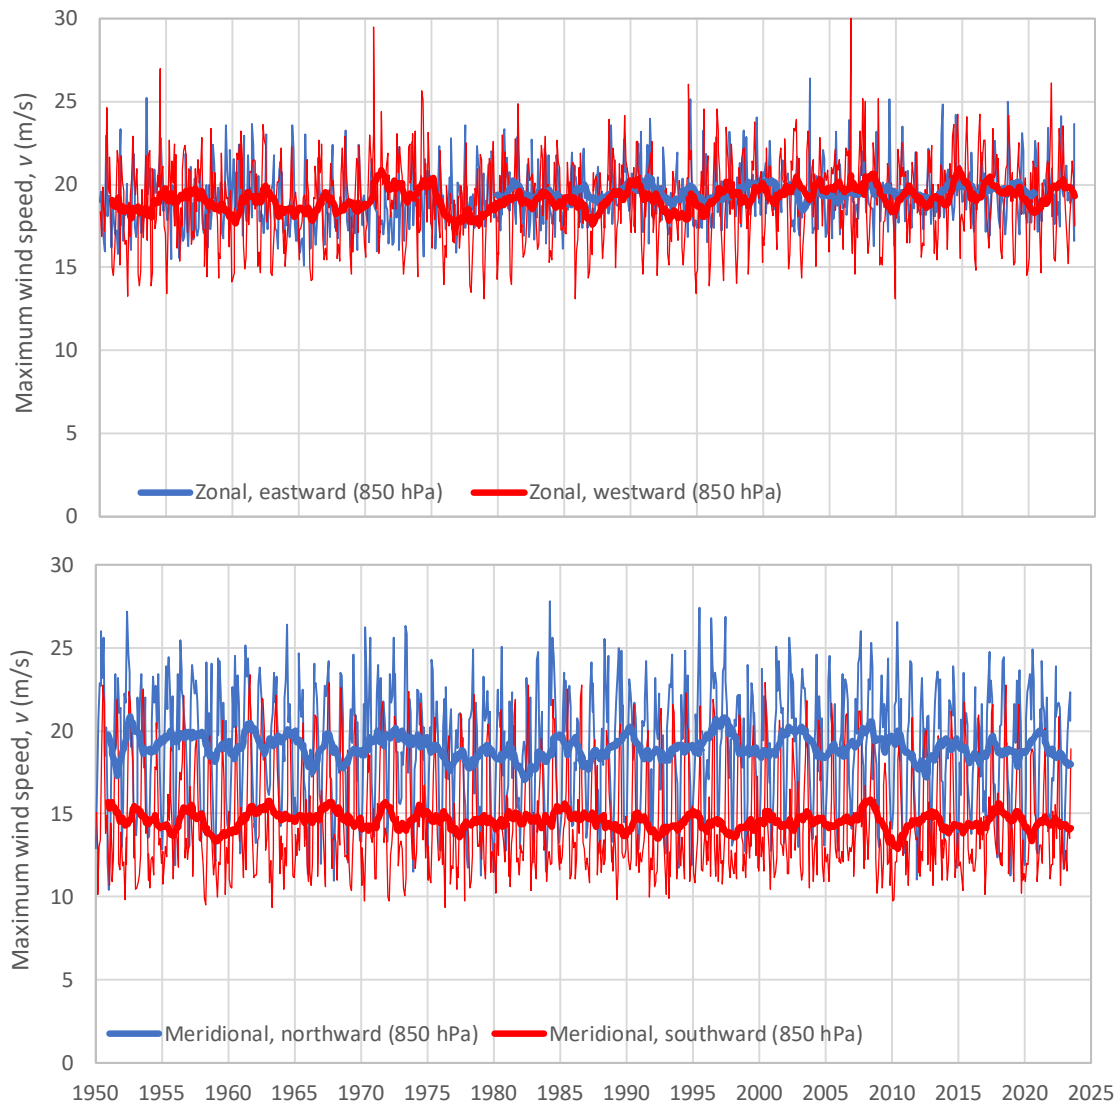 30
25
20
15
10
5
0
Maximum wind speed, v (m/s)
Zonal, eastward (850 hPa) Zonal, westward (850 hPa)
30
25
20
15
10
5
0
Maximum wind speed, v (m/s)
Meridional, northward (850 hPa) Meridional, southward (850 hPa)
1950 1955 1960 1965 1970 1975 1980 1985 1990 1995 2000 2005 2010 2015 2020 2025